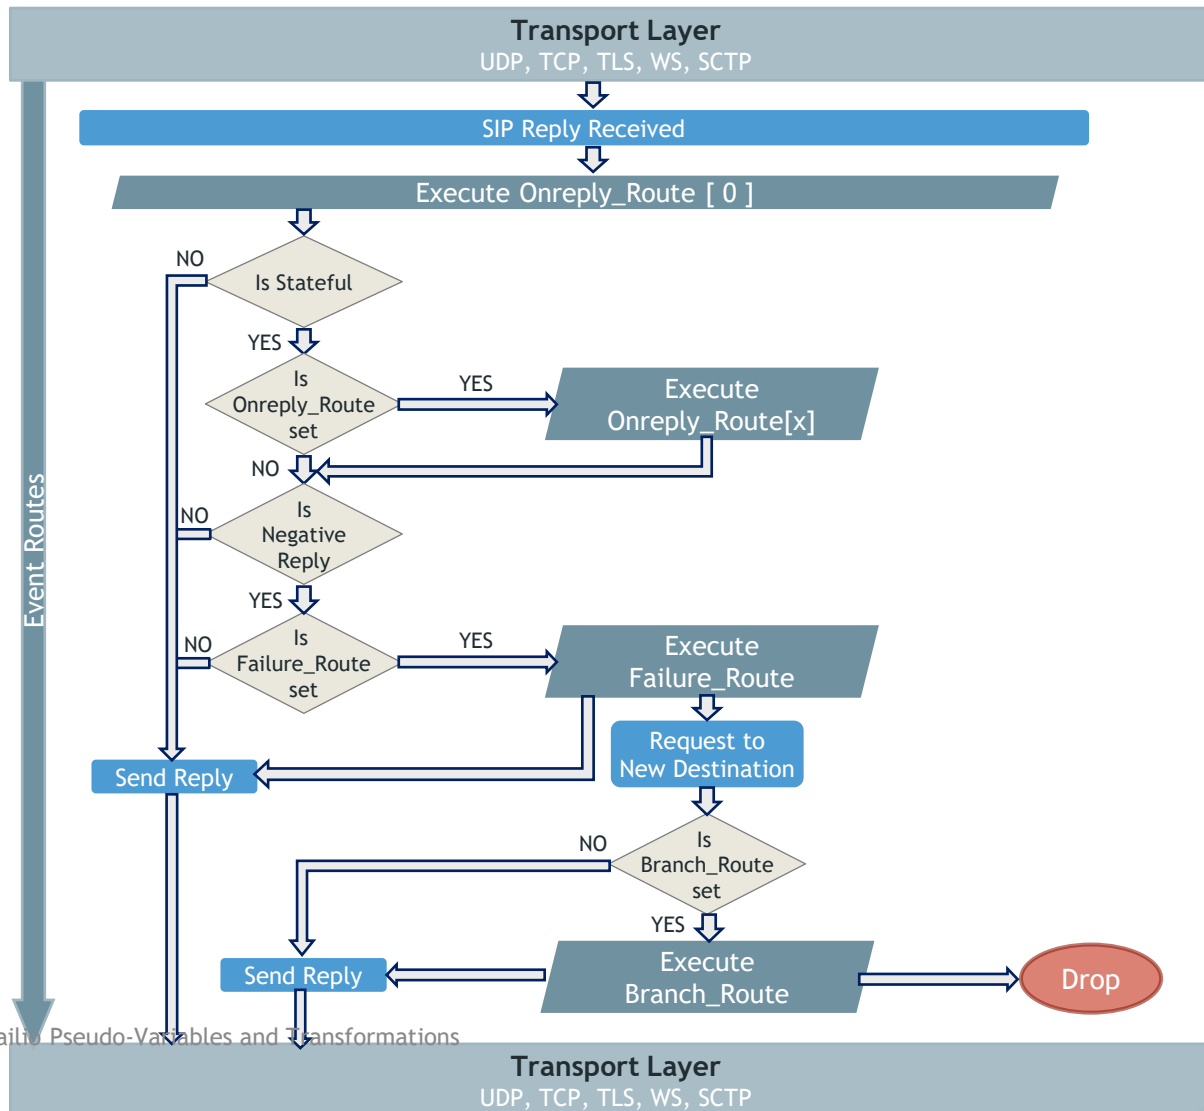 Transport Layer
UDP, TCP, TLS, WS, SCTP
SIP Reply Received
Execute Onreply_Route [ 0 ]
NO
Is Stateful
YES
Is
Onreply_Route
set
YES
Execute
Onreply_Route[x]
NO
Is
Negative
Reply
NO
YES
Is
Failure_Route
set
NO
YES
Execute
Failure_Route
Event Routes
Request to
New Destination
Send Reply
NO
Is
Branch_Route
set
YES
Execute
Branch_Route
Send Reply
Drop
Pseudo-Variables and Transformations
Transport Layer
UDP, TCP, TLS, WS, SCTP